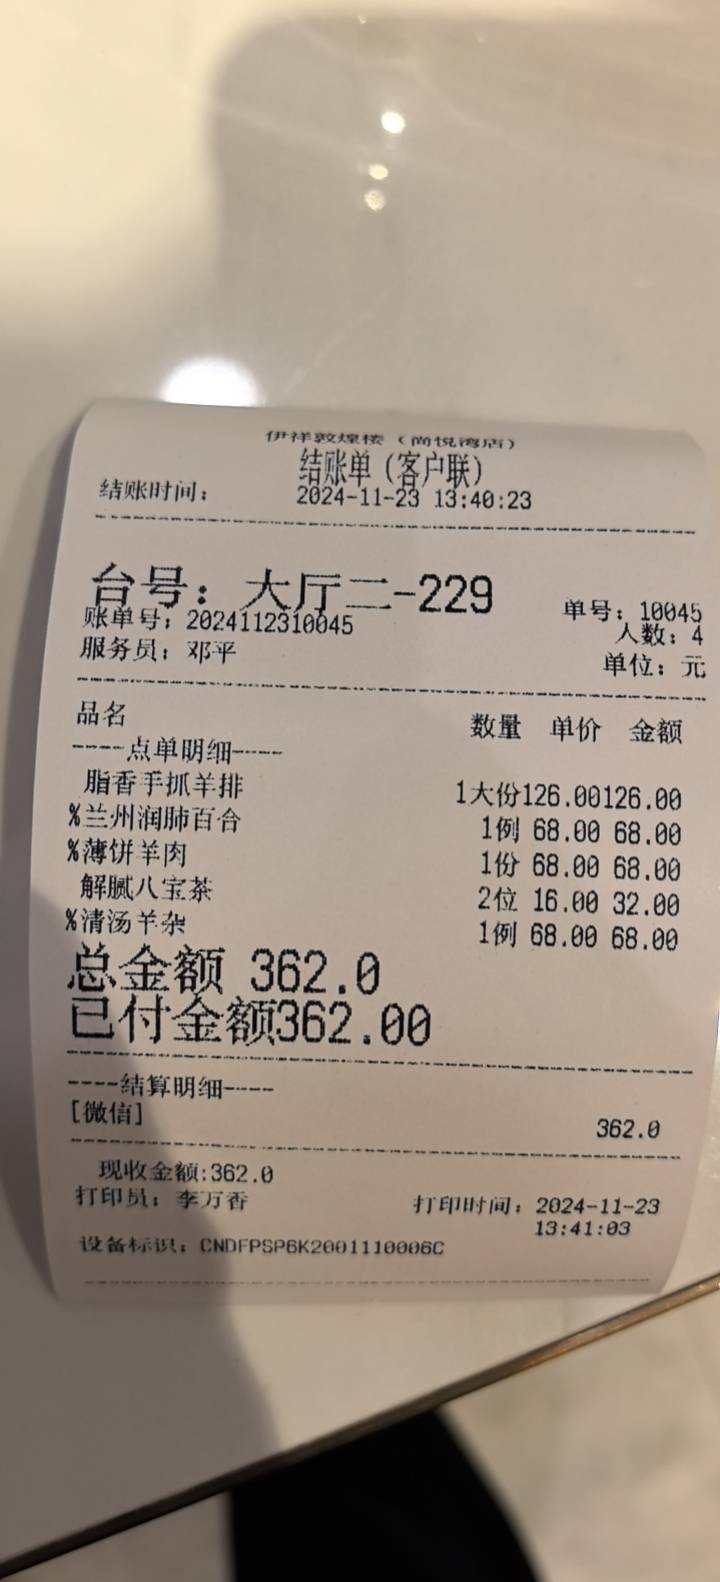 伊祥敦煌楼（尚悦湾店）
结账单（客户联）
结账时间： 2024-11-23 13:40:23
台号：大厅二-229
单号：10045
账单号：2024112310045
人数：4
服务员：邓平
单位：元
品名 数量 单价 金额
----点单明细----
脂香手抓羊排 1大份126.00126.00
%兰州润肺百合 1例 68.00 68.00
%薄饼羊肉 1份 68.00 68.00
解腻八宝茶 2位 16.00 32.00
%清汤羊杂 1例 68.00 68.00
总金额 362.0
已付金额362.00
----结算明细----
[微信] 362.0
现收金额:362.0
打印员：李万香 打印时间：2024-11-23
13:41:03
设备标识：CNDFPSP6K2001110006C